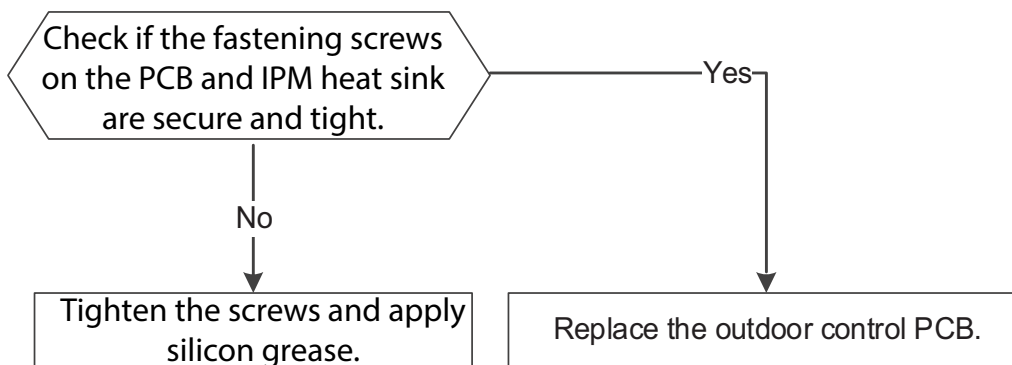 Check if the fastening screws
on the PCB and IPM heat sink
are secure and tight.
Yes
No
Tighten the screws and apply
silicon grease.
Replace the outdoor control PCB.